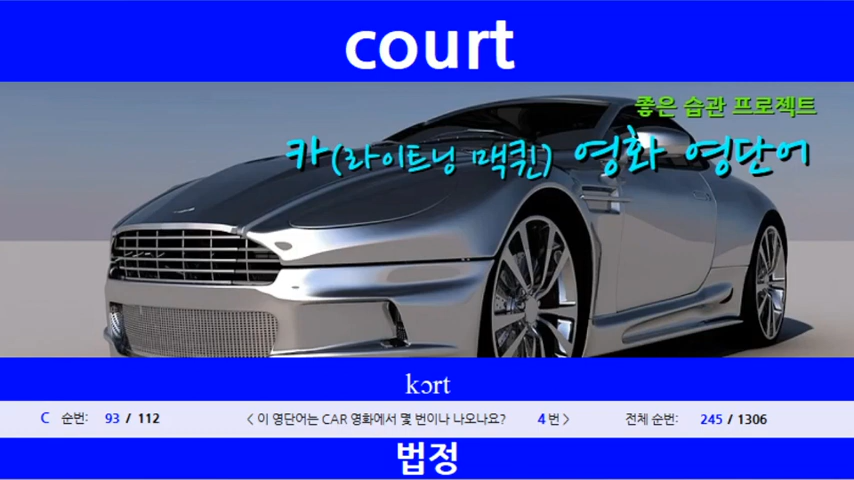 court
좋은 습관 프로젝트
카(라이트닝 맥퀸) 영화 영단어
kɔrt
C 순번: 93 / 112 < 이 영단어는 CAR 영화에서 몇 번이나 나오나요? 4 번 > 전체 순번: 245 / 1306
법정